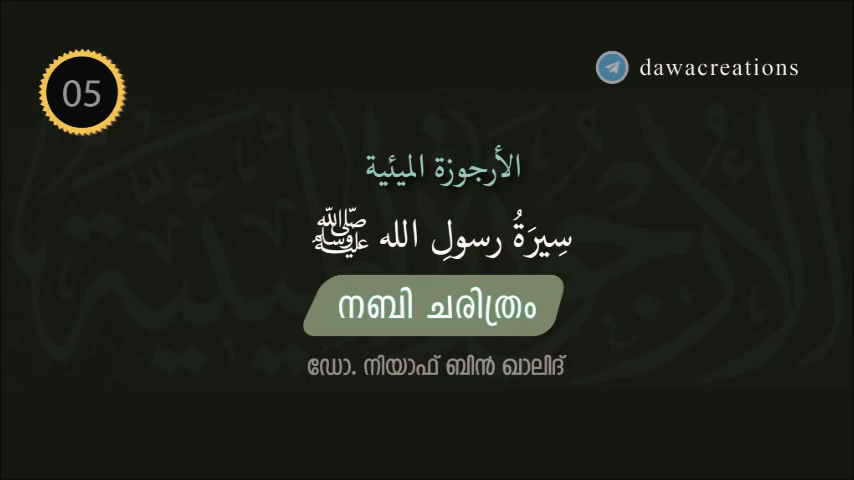 05
dawacreations
الأرجوزة الميئية
سِيرَةُ رسولِ الله ﷺ
നബി ചരിത്രം
ഡോ. നിയാഫ് ബിൻ ഖാലിദ്